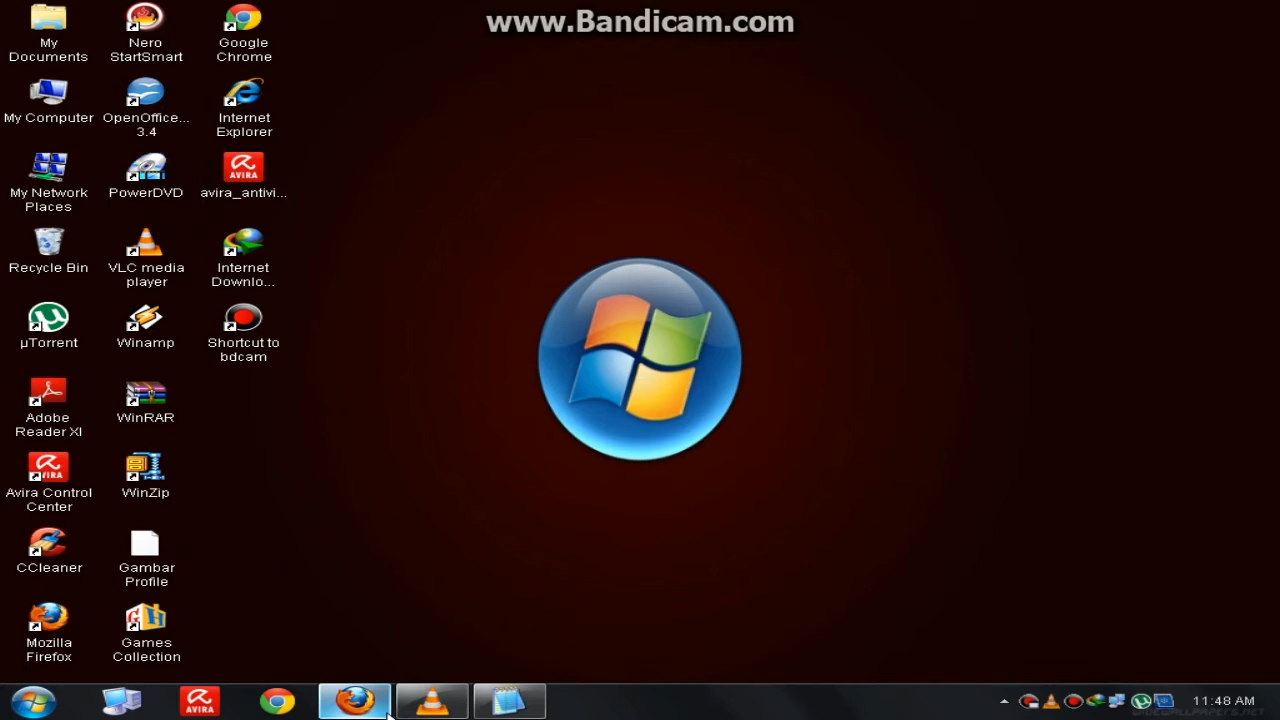 www.Bandicam.com
My
Documents
Nero
StartSmart
Google
Chrome
My Computer
OpenOffice...
3.4
Internet
Explorer
My Network
Places
PowerDVD
AVIRA
avira_antivi...
Recycle Bin
VLC media
player
Internet
Downlo...
µTorrent
Winamp
Shortcut to
bdcam
Adobe
Reader XI
WinRAR
Avira Control
Center
WinZip
CCleaner
Gambar
Profile
Mozilla
Firefox
Games
Collection
AVIRA
11:48 AM